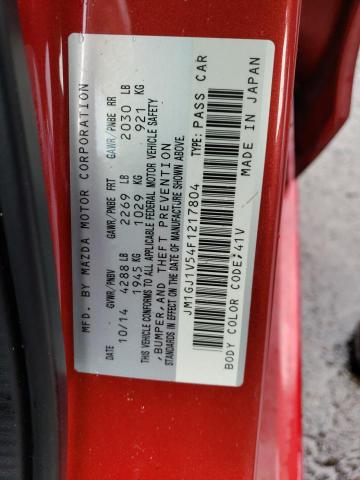 MFD. BY MAZDA MOTOR CORPORATION
DATE GVWR/PNBV GAWR/PNBE FRT GAWR/PNBE RR
10/14 4288 LB 2269 LB 2030 LB
1945 KG 1029 KG 921 KG
THIS VEHICLE CONFORMS TO ALL APPLICABLE FEDERAL MOTOR VEHICLE SAFETY
, BUMPER, AND THEFT PREVENTION
STANDARDS IN EFFECT ON THE DATE OF MANUFACTURE SHOWN ABOVE.
JM1GJ1V54F1217804 TYPE: PASS CAR
BODY COLOR CODE:41V MADE IN JAPAN